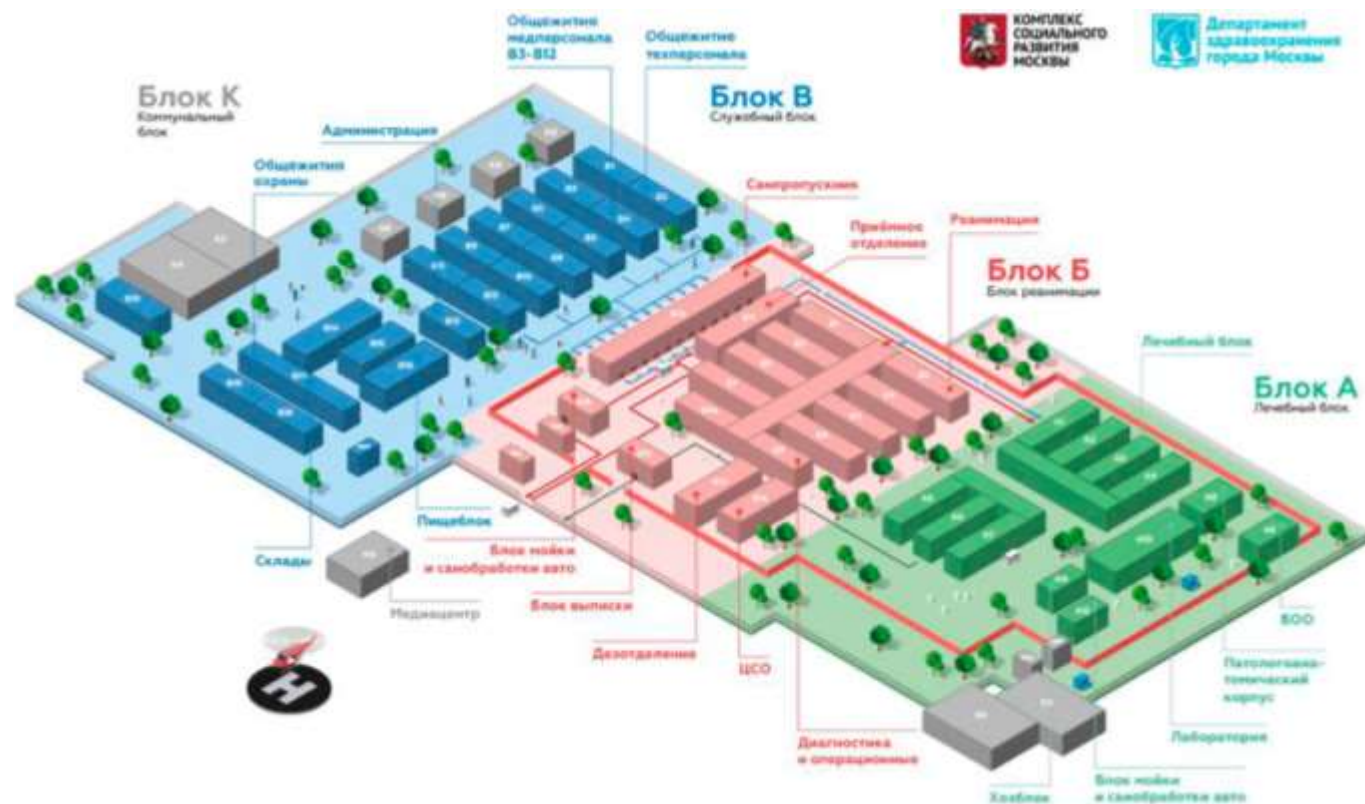 КОМПЛЕКС
СОЦИАЛЬНОГО
РАЗВИТИЯ
МОСКВЫ
Департамент
здравоохранения
города Москвы
Общежития
медперсонала
В3-В12
Общежитие
техперсонала
Блок К
Коммунальный
блок
Блок В
Служебный блок
Администрация
Общежития
охраны
Санпропускник
Приёмное
отделение
Реанимация
Блок Б
Блок реанимации
Лечебный блок
Блок А
Лечебный блок
Пищеблок
Склады
Блок мойки
и самобработки авто
Медиацентр
Блок выписки
Дезотделение
ЦСО
ВОО
Патологоана-
томический
корпус
Диагностика
и операционные
Лаборатория
Хозблок
Блок мойки
и самобработки авто
H